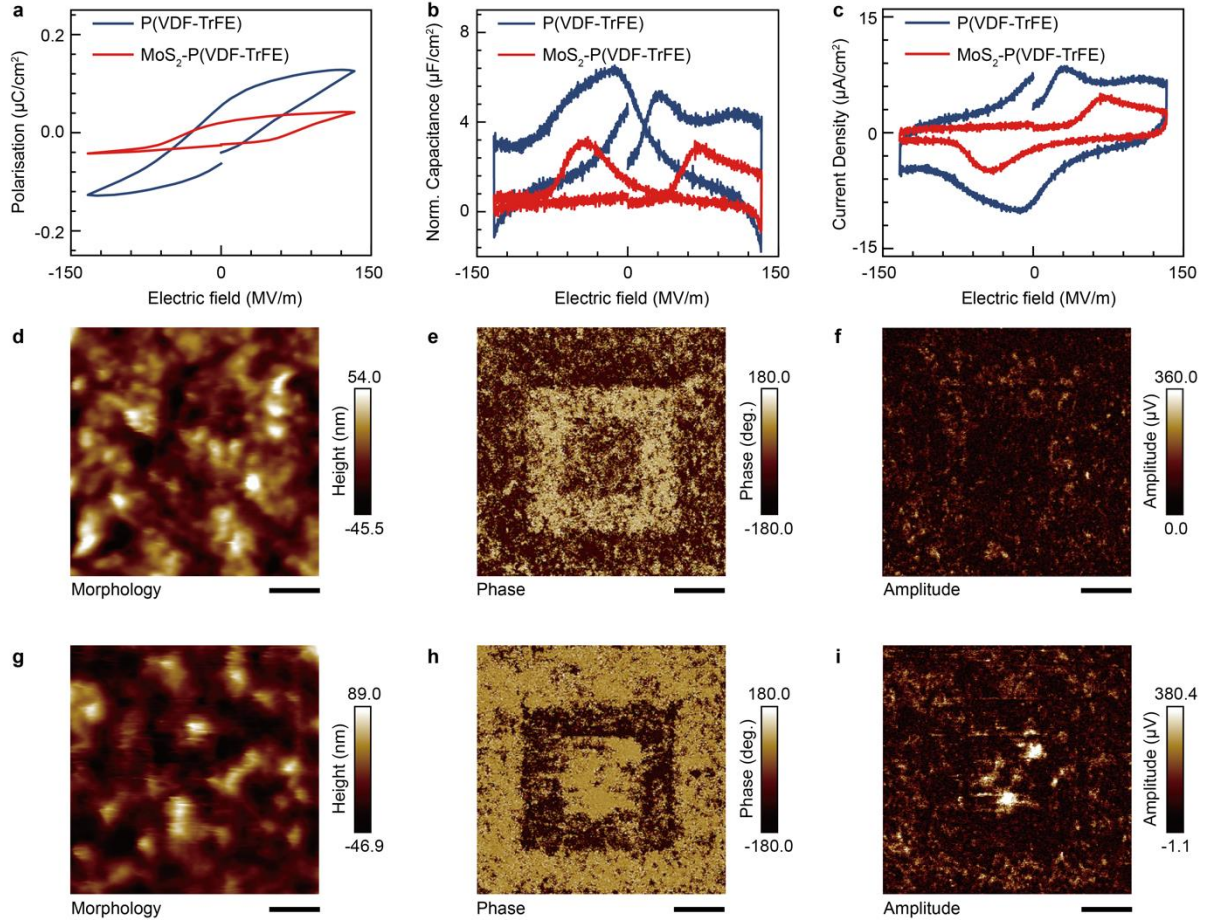 a
P(VDF-TrFE)
MoS2-P(VDF-TrFE)
0.2
0.0
-0.2
Polarisation (µC/cm²)
-150
0
150
Electric field (MV/m)
b
P(VDF-TrFE)
MoS2-P(VDF-TrFE)
8
4
0
Norm. Capacitance (µF/cm²)
-150
0
150
Electric field (MV/m)
c
P(VDF-TrFE)
MoS2-P(VDF-TrFE)
15
0
-15
Current Density (µA/cm²)
-150
0
150
Electric field (MV/m)
d
54.0
Height (nm)
-45.5
Morphology
e
180.0
Phase (deg.)
-180.0
Phase
f
360.0
Amplitude (µV)
0.0
Amplitude
g
89.0
Height (nm)
-46.9
Morphology
h
180.0
Phase (deg.)
-180.0
Phase
i
380.4
Amplitude (µV)
-1.1
Amplitude